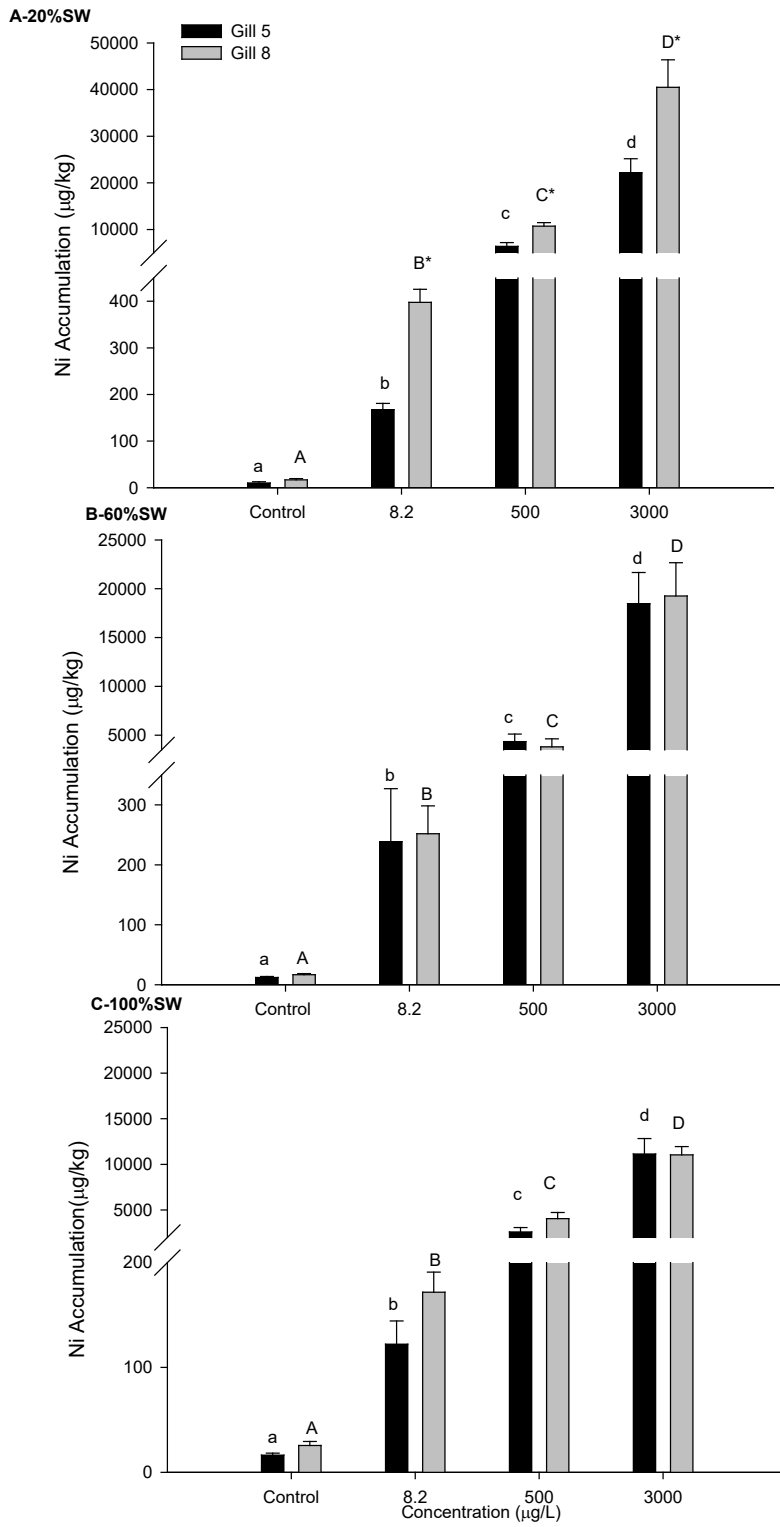 A-20%SW
Gill 5
Gill 8
50000
40000
30000
20000
10000
400
300
200
100
0
Ni Accumulation (μg/kg)
a
A
b
B*
c
C*
d
D*
Control 8.2 500 3000
B-60%SW
25000
20000
15000
10000
5000
300
200
100
0
Ni Accumulation (μg/kg)
a
A
b
B
c
C
d
D
Control 8.2 500 3000
C-100%SW
25000
20000
15000
10000
5000
200
100
0
Ni Accumulation(μg/kg)
a
A
b
B
c
C
d
D
Control 8.2 500 3000
Concentration (μg/L)